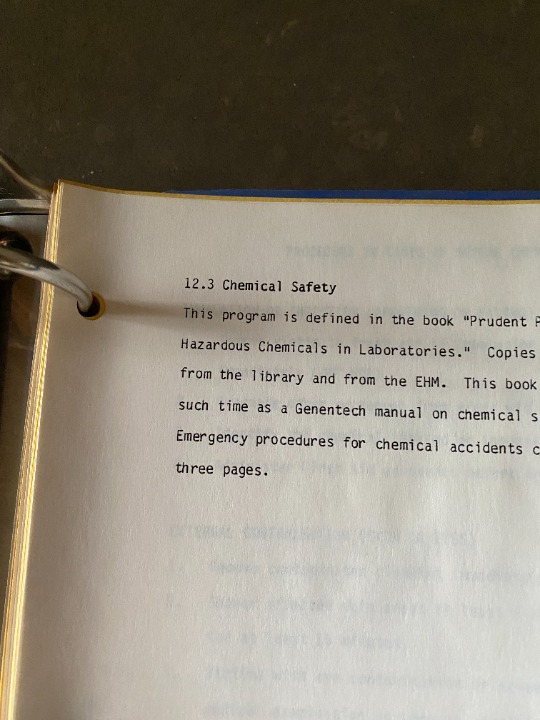 12.3 Chemical Safety
This program is defined in the book "Prudent
Hazardous Chemicals in Laboratories." Copies
from the library and from the EHM. This book
such time as a Genentech manual on chemical
Emergency procedures for chemical accidents
three pages.